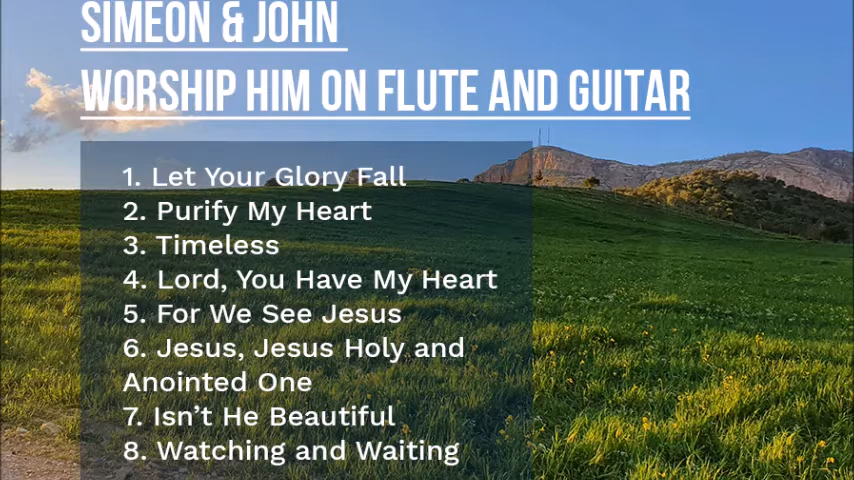 SIMEON & JOHN
WORSHIP HIM ON FLUTE AND GUITAR
1. Let Your Glory Fall
2. Purify My Heart
3. Timeless
4. Lord, You Have My Heart
5. For We See Jesus
6. Jesus, Jesus Holy and
Anointed One
7. Isn’t He Beautiful
8. Watching and Waiting